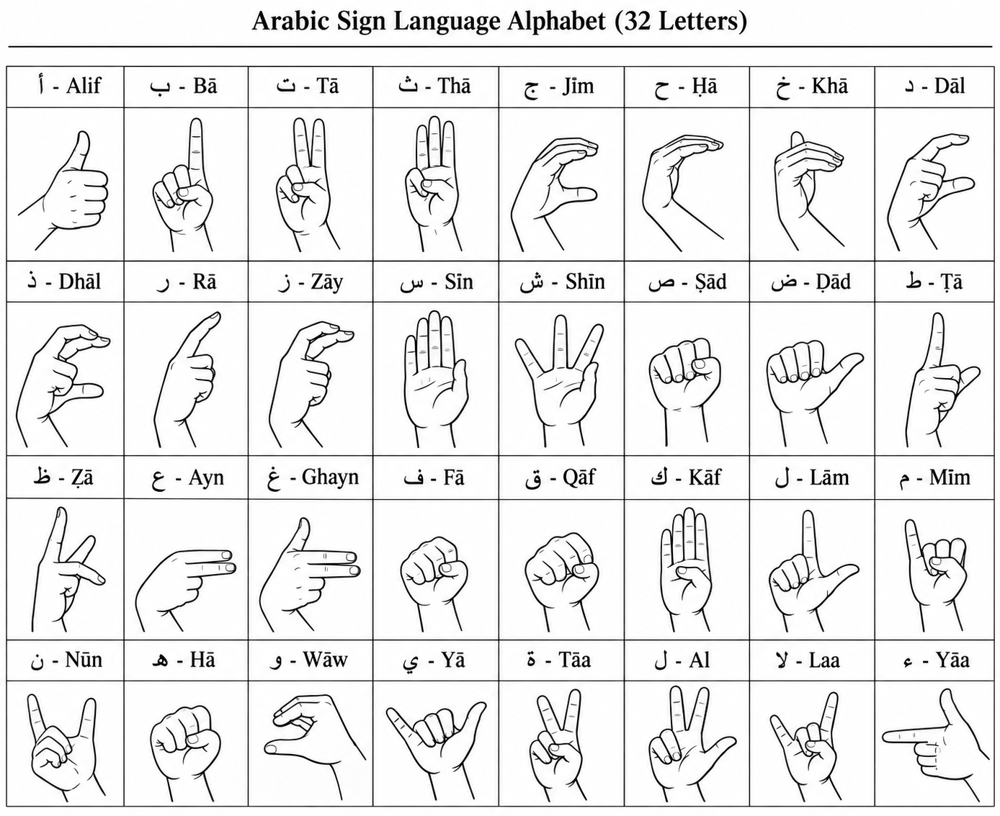 Arabic Sign Language Alphabet (32 Letters)
أ - Alif
ب - Bā
ت - Tā
ث - Thā
ج - Jīm
ح - Ḥā
خ - Khā
د - Dāl
ذ - Dhāl
ر - Rā
ز - Zāy
س - Sīn
ش - Shīn
ص - Ṣād
ض - Ḍād
ط - Ṭā
ظ - Ẓā
ع - Ayn
غ - Ghayn
ف - Fā
ق - Qāf
ك - Kāf
ل - Lām
م - Mīm
ن - Nūn
ه - Hā
و - Wāw
ي - Yā
ة - Tāa
ل - Al
لا - Laa
ء - Yāa